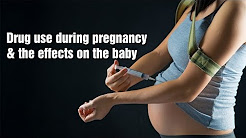 Drug use during pregnancy
& the effects on the baby